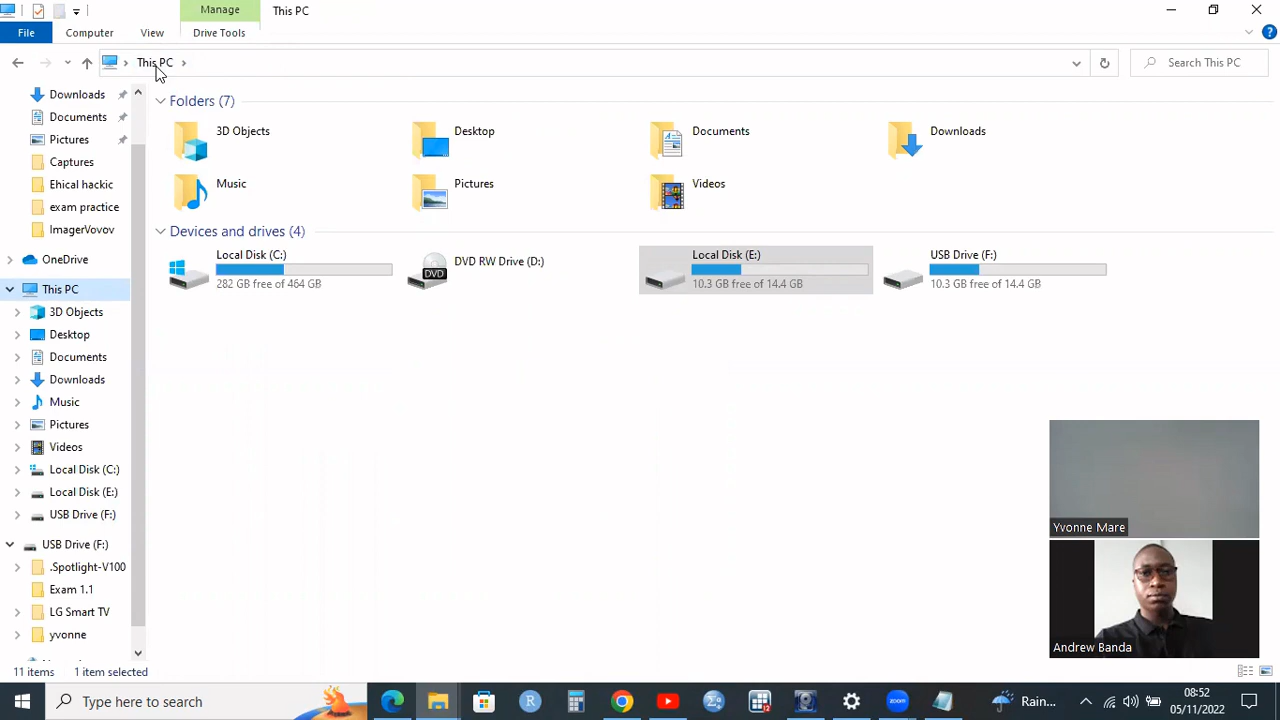 Manage
This PC
File
Computer
View
Drive Tools
This PC
Search This PC
Downloads
Documents
Pictures
Captures
Ehical hackic
exam practice
ImagerVovov
OneDrive
This PC
3D Objects
Desktop
Documents
Downloads
Music
Pictures
Videos
Local Disk (C:)
Local Disk (E:)
USB Drive (F:)
USB Drive (F:)
.Spotlight-V100
Exam 1.1
LG Smart TV
yvonne
Folders (7)
3D Objects
Desktop
Documents
Downloads
Music
Pictures
Videos
Devices and drives (4)
Local Disk (C:)
282 GB free of 464 GB
DVD RW Drive (D:)
DVD
Local Disk (E:)
10.3 GB free of 14.4 GB
USB Drive (F:)
10.3 GB free of 14.4 GB
Yvonne Mare
Andrew Banda
11 items
1 item selected
Type here to search
Rain...
08:52
05/11/2022